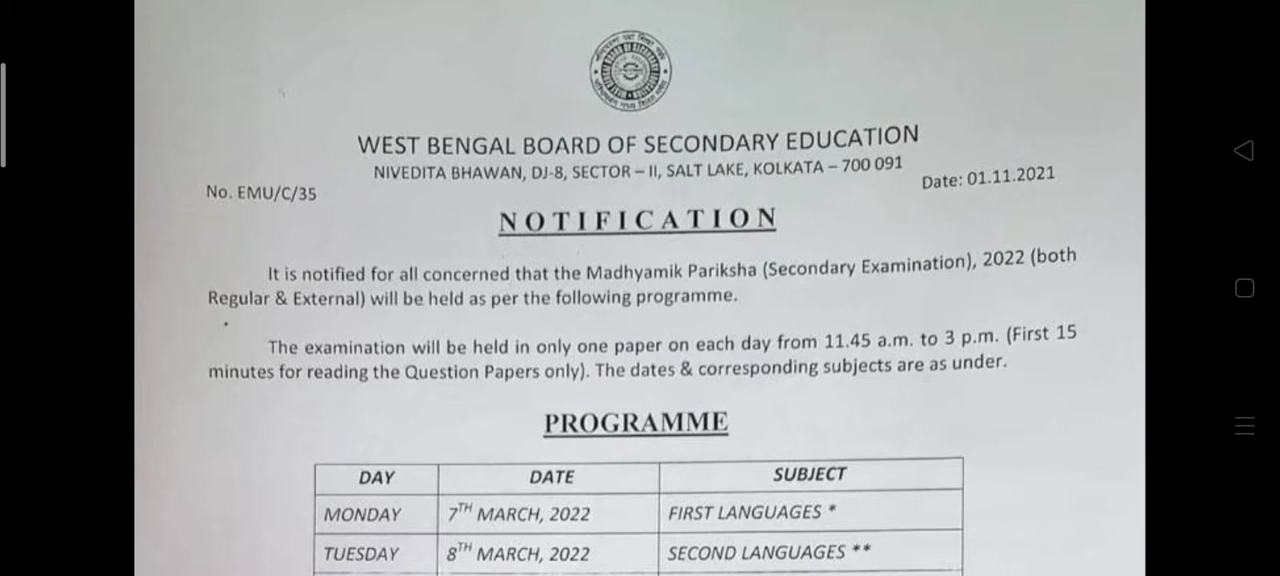 WEST BENGAL BOARD OF SECONDARY EDUCATION
NIVEDITA BHAWAN, DJ-8, SECTOR – II, SALT LAKE, KOLKATA – 700 091
No. EMU/C/35
Date: 01.11.2021
NOTIFICATION
It is notified for all concerned that the Madhyamik Pariksha (Secondary Examination), 2022 (both
Regular & External) will be held as per the following programme.
The examination will be held in only one paper on each day from 11.45 a.m. to 3 p.m. (First 15
minutes for reading the Question Papers only). The dates & corresponding subjects are as under.
PROGRAMME
DAY DATE SUBJECT
MONDAY 7TH MARCH, 2022 FIRST LANGUAGES *
TUESDAY 8TH MARCH, 2022 SECOND LANGUAGES **